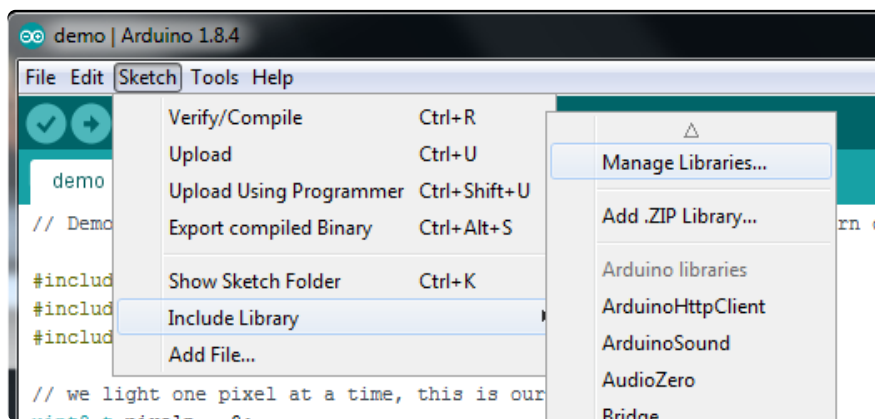 demo | Arduino 1.8.4
File Edit Sketch Tools Help
Verify/Compile Ctrl+R
Upload Ctrl+U
Upload Using Programmer Ctrl+Shift+U
Export compiled Binary Ctrl+Alt+S
Show Sketch Folder Ctrl+K
Include Library
Add File...
Manage Libraries...
Add .ZIP Library...
Arduino libraries
ArduinoHttpClient
ArduinoSound
AudioZero
Bridge
demo
// Demo
#includ
#includ
#includ
// we light one pixel at a time, this is our